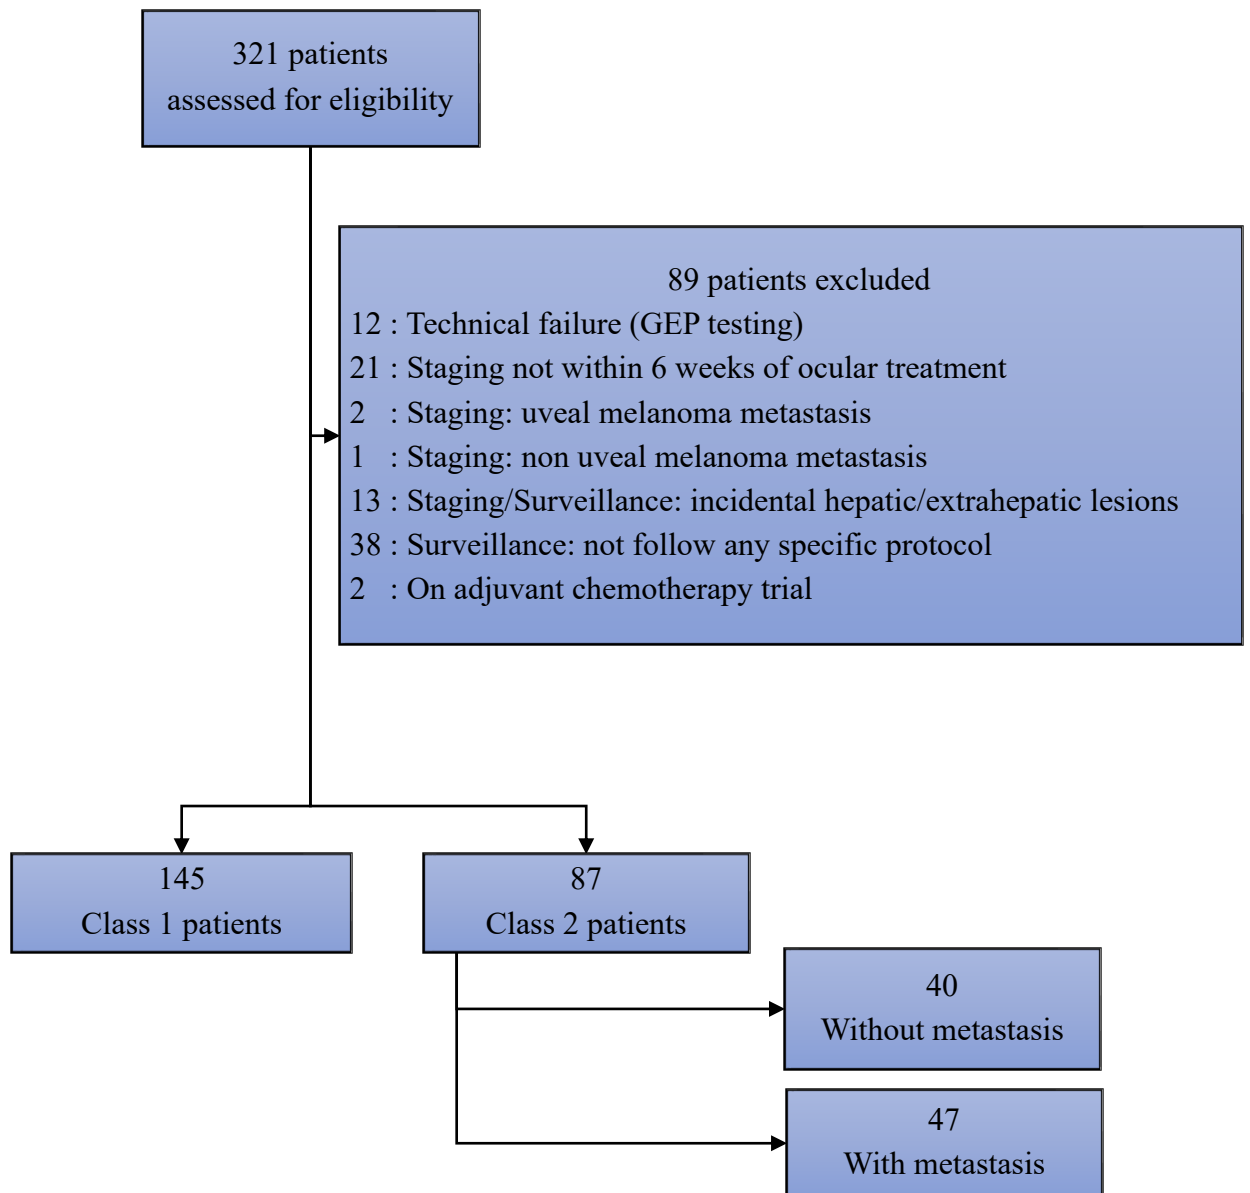 321 patients
assessed for eligibility
89 patients excluded
12 : Technical failure (GEP testing)
21 : Staging not within 6 weeks of ocular treatment
2 : Staging: uveal melanoma metastasis
1 : Staging: non uveal melanoma metastasis
13 : Staging/Surveillance: incidental hepatic/extrahepatic lesions
38 : Surveillance: not follow any specific protocol
2 : On adjuvant chemotherapy trial
145
Class 1 patients
87
Class 2 patients
40
Without metastasis
47
With metastasis